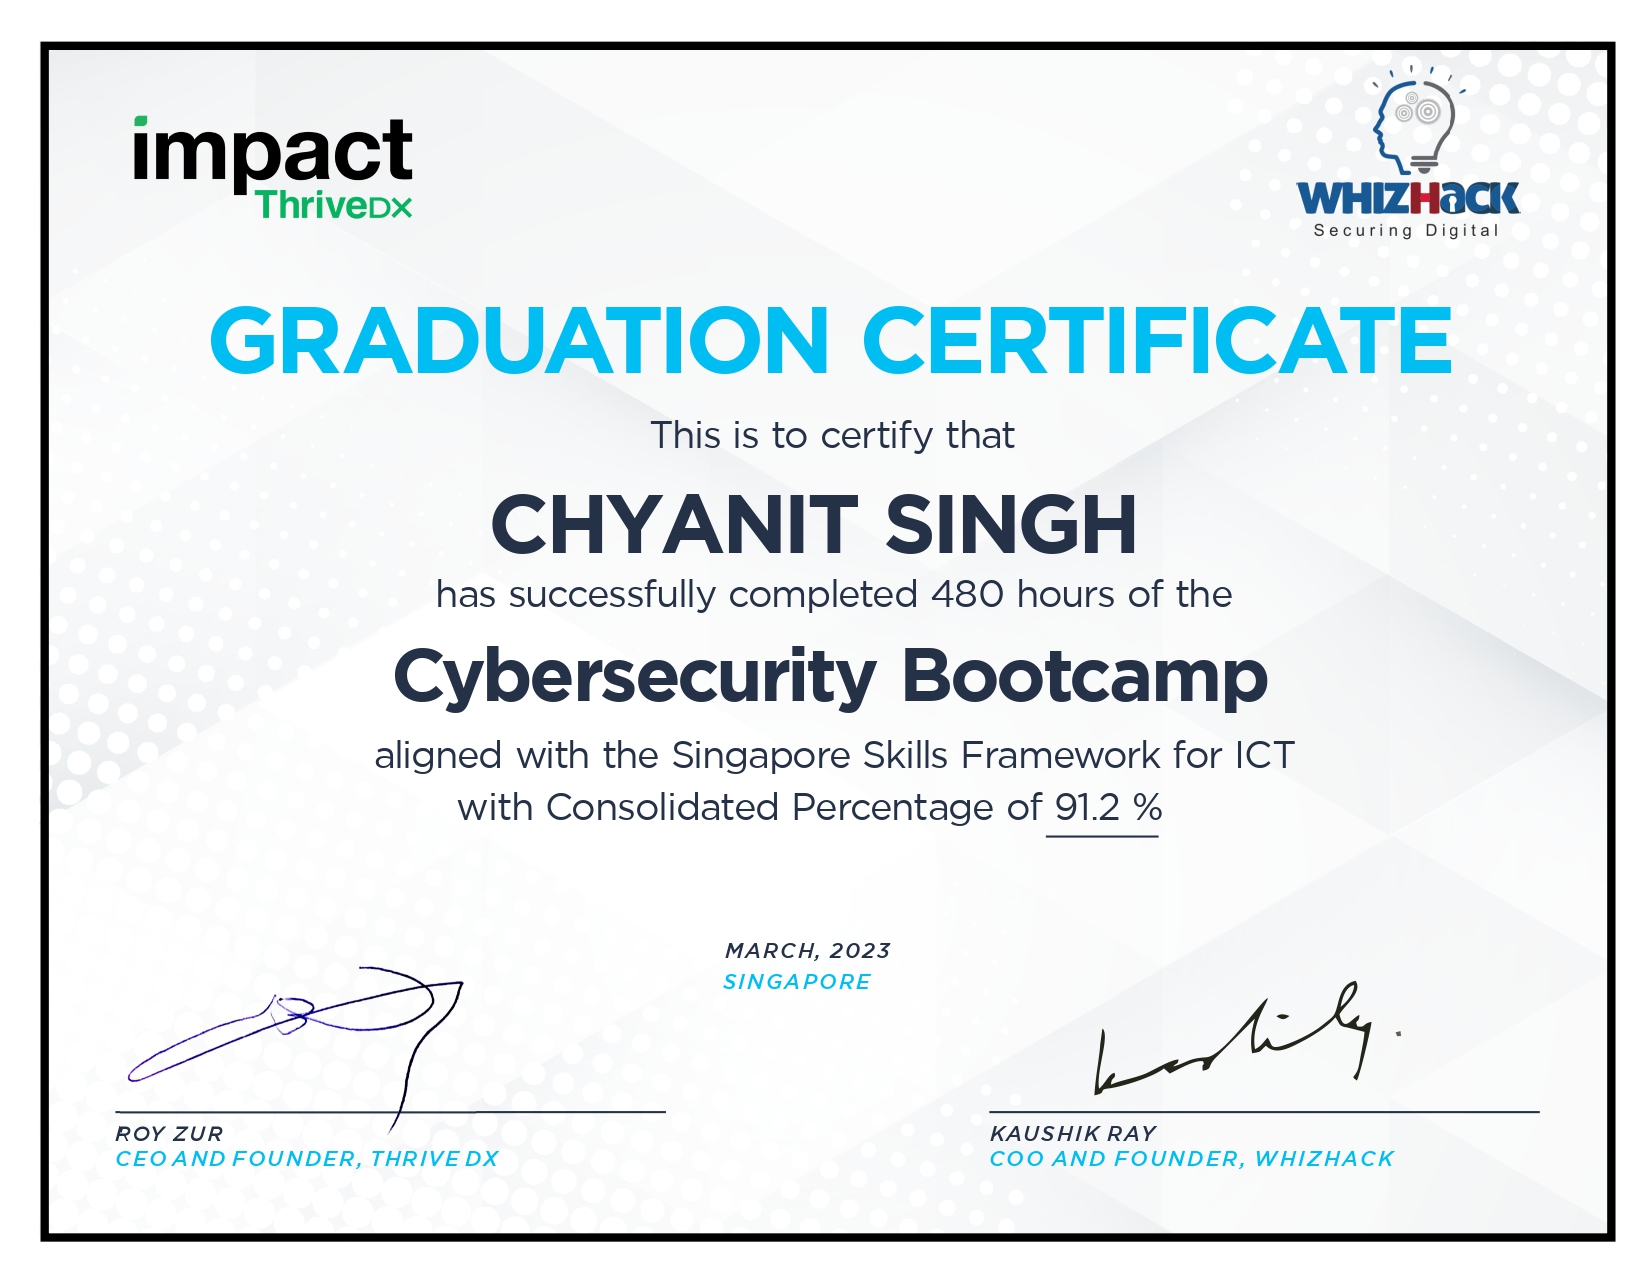 impact
ThriveDX
WHIZHACK
Securing Digital
GRADUATION CERTIFICATE
This is to certify that
CHYANIT SINGH
has successfully completed 480 hours of the
Cybersecurity Bootcamp
aligned with the Singapore Skills Framework for ICT
with Consolidated Percentage of 91.2 %
MARCH, 2023
SINGAPORE
ROY ZUR
CEO AND FOUNDER, THRIVE DX
KAUSHIK RAY
COO AND FOUNDER, WHIZHACK